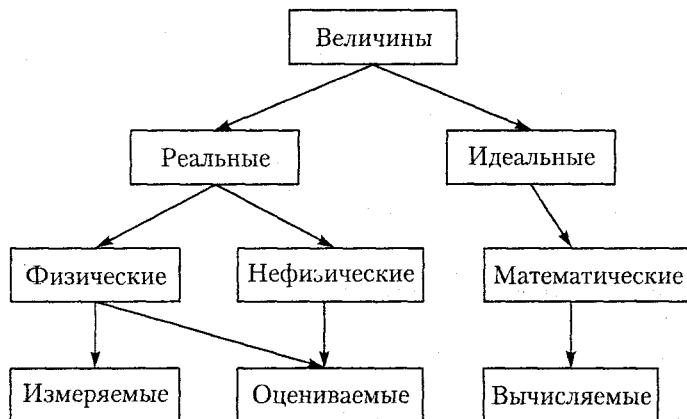 Величины
Реальные
Идеальные
Физические
Нефизические
Математические
Измеряемые
Оцениваемые
Вычисляемые